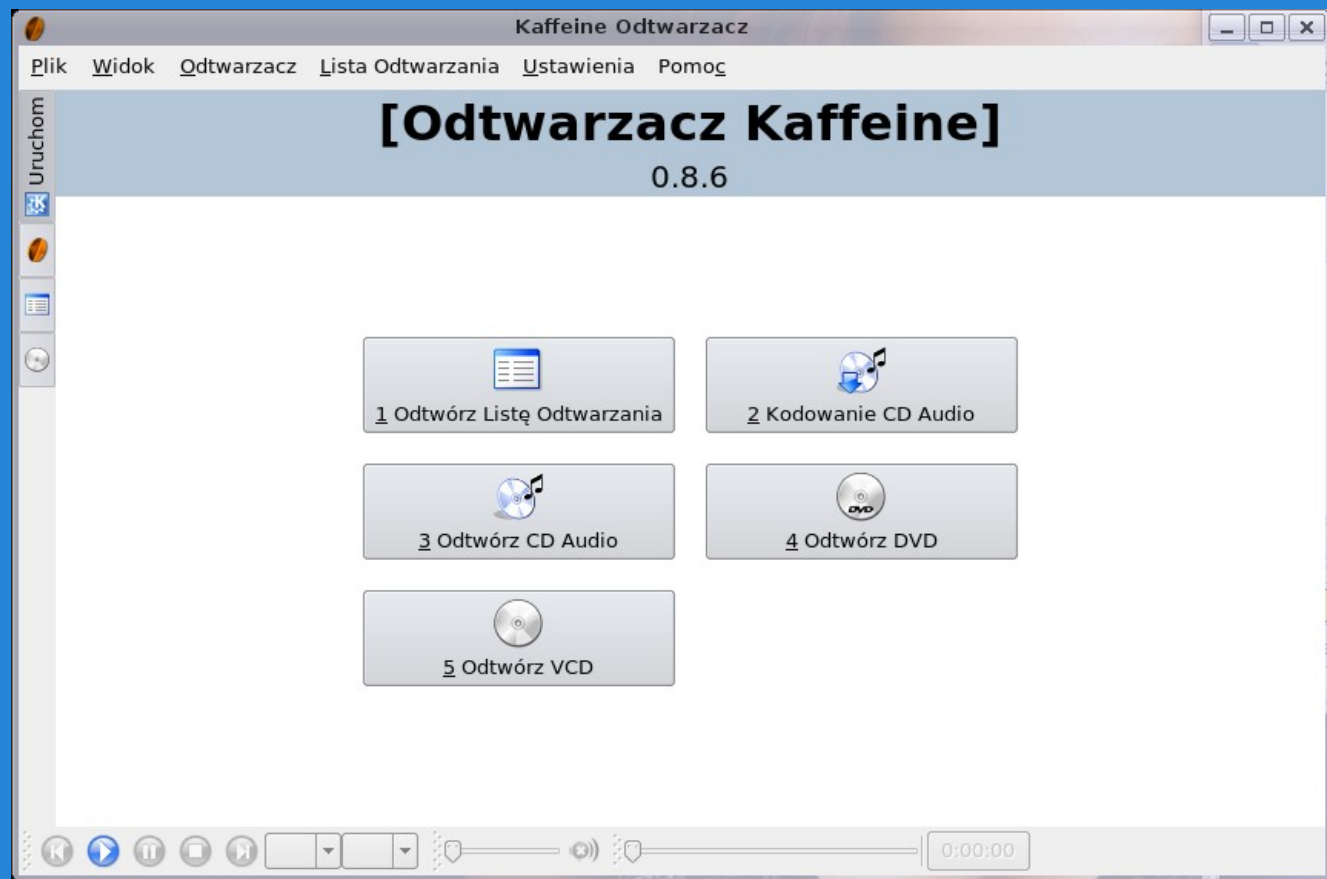 Kaffeine Odtwarzacz
Plik Widok Odtwarzacz Lista Odtwarzania Ustawienia Pomoc
Uruchom
[Odtwarzacz Kaffeine]
0.8.6
1 Odtwórz Listę Odtwarzania
2 Kodowanie CD Audio
3 Odtwórz CD Audio
DVD
4 Odtwórz DVD
5 Odtwórz VCD
0:00:00